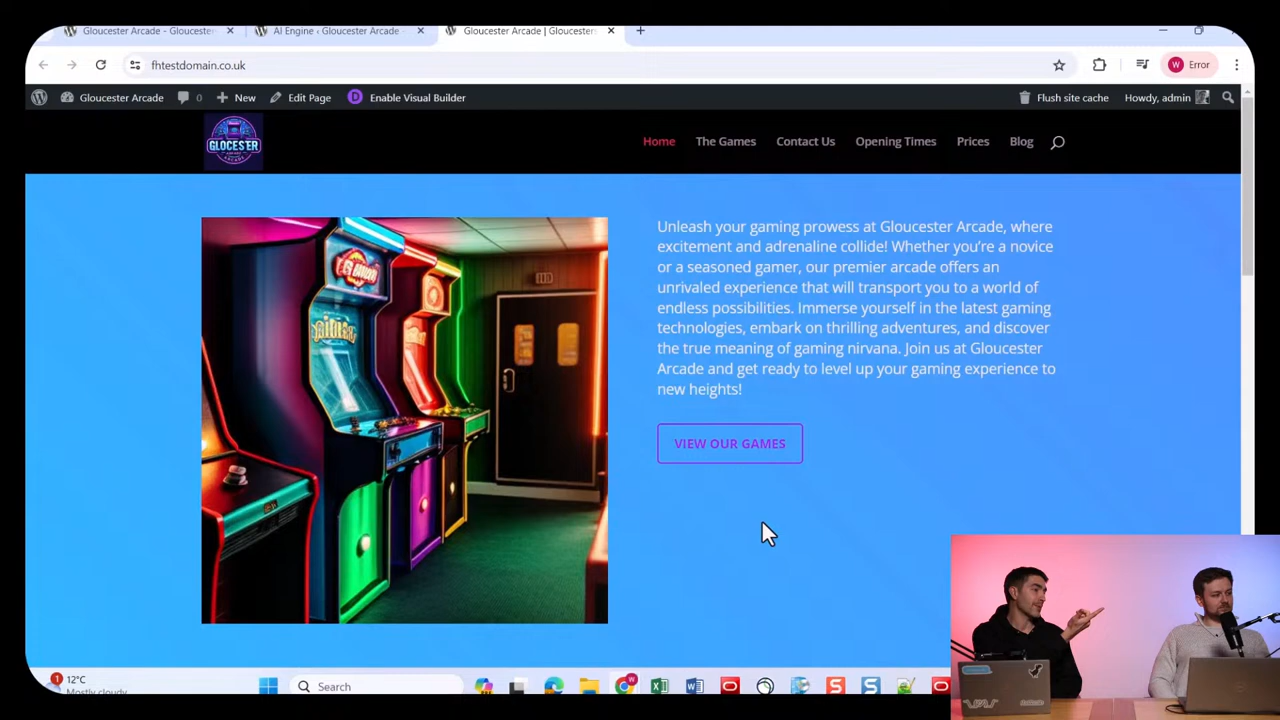 Gloucester Arcade - Glouceste
AI Engine ‹ Gloucester Arcade -
Gloucester Arcade | Gloucesters
fhtestdomain.co.uk
W Error
Gloucester Arcade
0
New
Edit Page
D Enable Visual Builder
Flush site cache
Howdy, admin
GLOCESTER
ARCADE
Home
The Games
Contact Us
Opening Times
Prices
Blog
Unleash your gaming prowess at Gloucester Arcade, where
excitement and adrenaline collide! Whether you're a novice
or a seasoned gamer, our premier arcade offers an
unrivaled experience that will transport you to a world of
endless possibilities. Immerse yourself in the latest gaming
technologies, embark on thrilling adventures, and discover
the true meaning of gaming nirvana. Join us at Gloucester
Arcade and get ready to level up your gaming experience to
new heights!
VIEW OUR GAMES
1
12°C
Mostly cloudy
Search